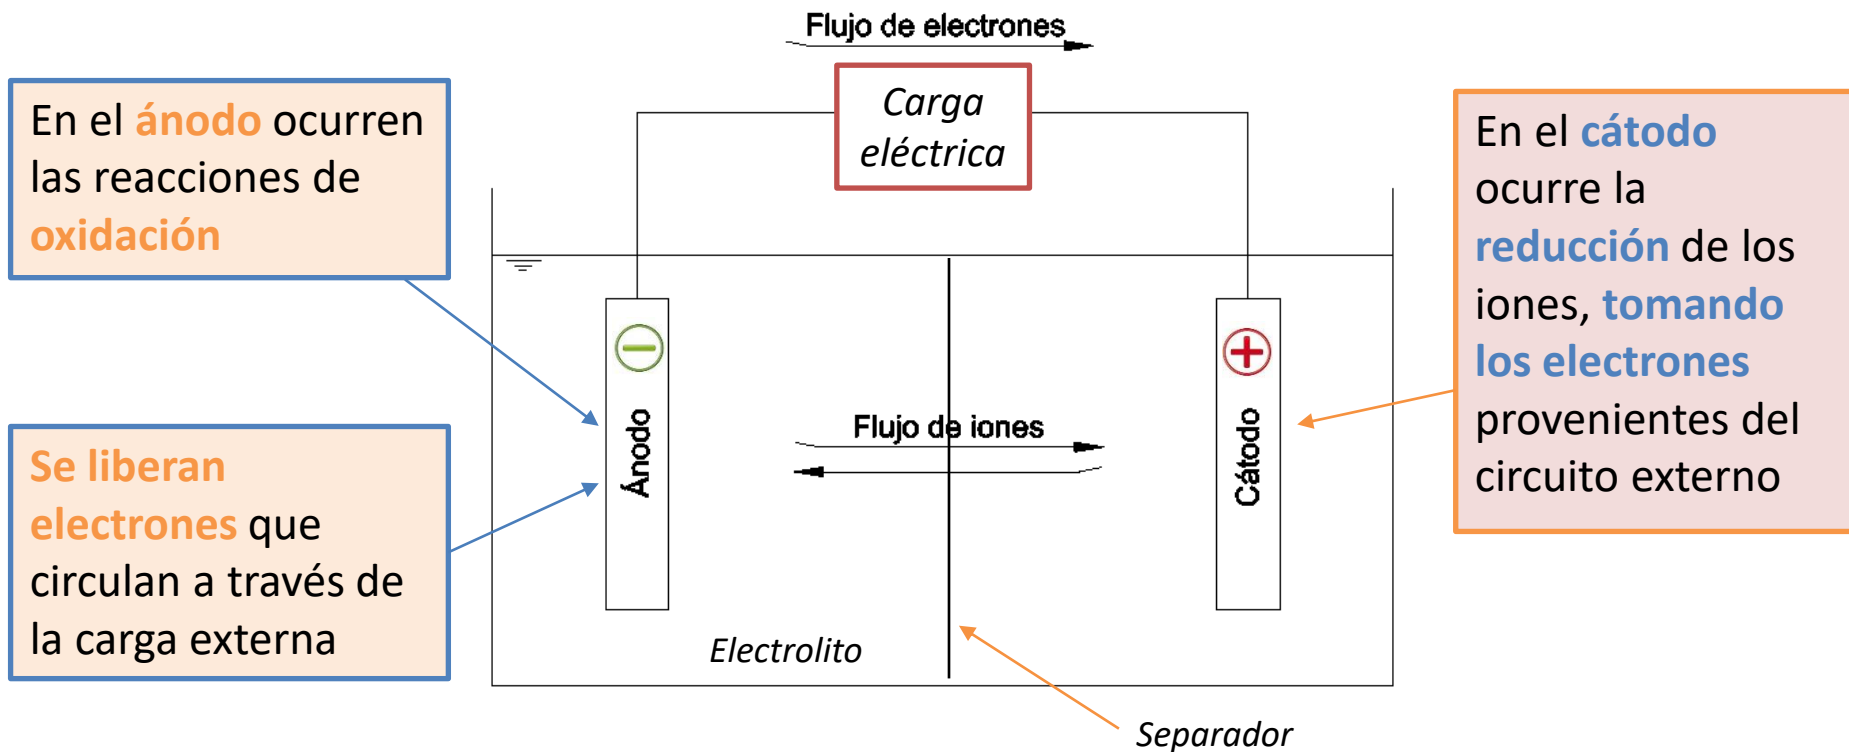 Flujo de electrones
Carga
eléctrica
En el ánodo ocurren
las reacciones de
oxidación
Se liberan
electrones que
circulan a través de
la carga externa
Ánodo
Flujo de iones
Cátodo
Electrolito
Separador
En el cátodo
ocurre la
reducción de los
iones, tomando
los electrones
provenientes del
circuito externo